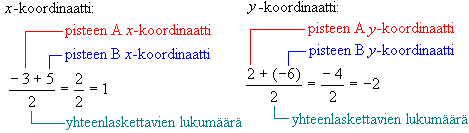 x-koordinaatti:
pisteen A x-koordinaatti
pisteen B x-koordinaatti
−3 + 5 / 2 = 2 / 2 = 1
yhteenlaskettavien lukumäärä
y-koordinaatti:
pisteen A y-koordinaatti
pisteen B y-koordinaatti
2 + (−6) / 2 = −4 / 2 = −2
yhteenlaskettavien lukumäärä